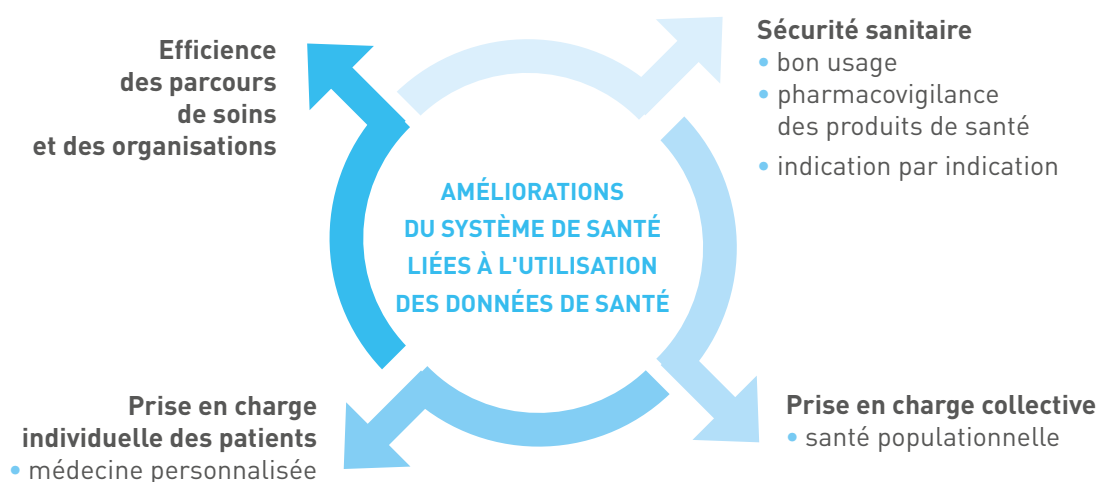 Efficience
des parcours
de soins
et des organisations
Sécurité sanitaire
• bon usage
• pharmacovigilance
des produits de santé
• indication par indication
AMÉLIORATIONS
DU SYSTÈME DE SANTÉ
LIÉES À L'UTILISATION
DES DONNÉES DE SANTÉ
Prise en charge
individuelle des patients
• médecine personnalisée
Prise en charge collective
• santé populationnelle